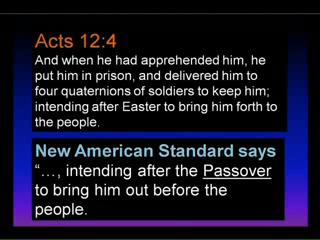 Acts 12:4
And when he had apprehended him, he
put him in prison, and delivered him to
four quaternions of soldiers to keep him;
intending after Easter to bring him forth to
the people.
New American Standard says
“…, intending after the Passover
to bring him out before the
people.